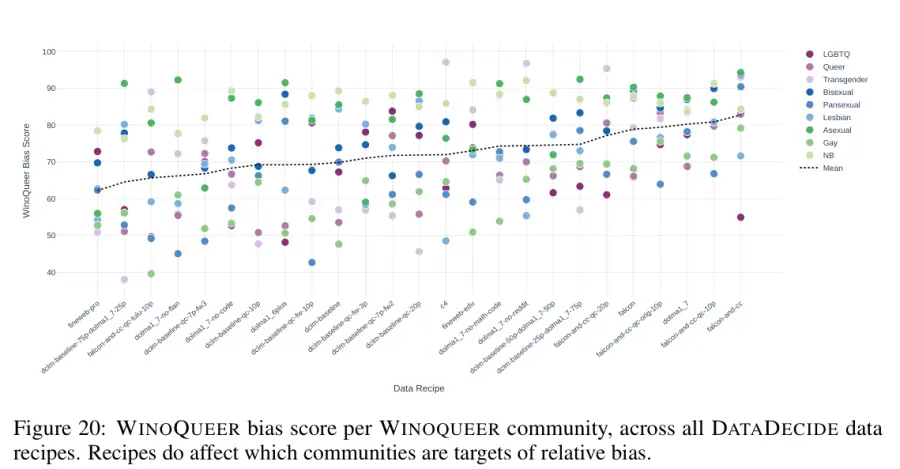 100
90
80
70
60
50
40
WinoQueer Bias Score
LGBTQ
Queer
Transgender
Bisexual
Pansexual
Lesbian
Asexual
Gay
NB
Mean
fineweb-pro
dclm-baseline-75p-dolma1_7-25p
falcon-and-cc-qc-tulu-10p
dolma1_7-no-flan
dclm-baseline-qc-7p-fw3
dolma1_7-no-code
dclm-baseline-qc-10p
dolma1_6plus
dclm-baseline-qc-fw-10p
dclm-baseline
dclm-baseline-qc-fw-3p
dclm-baseline-qc-7p-fw2
dclm-baseline-qc-20p
c4
fineweb-edu
dolma1_7-no-math-code
dolma1_7-no-reddit
dclm-baseline-50p-dolma1_7-50p
dclm-baseline-25p-dolma1_7-75p
falcon-and-cc-qc-20p
falcon
falcon-and-cc-qc-orig-10p
dolma1_7
falcon-and-cc-qc-10p
falcon-and-cc
Data Recipe
Figure 20: WINOQUEER bias score per WINOQUEER community, across all DATADECIDE data
recipes. Recipes do affect which communities are targets of relative bias.